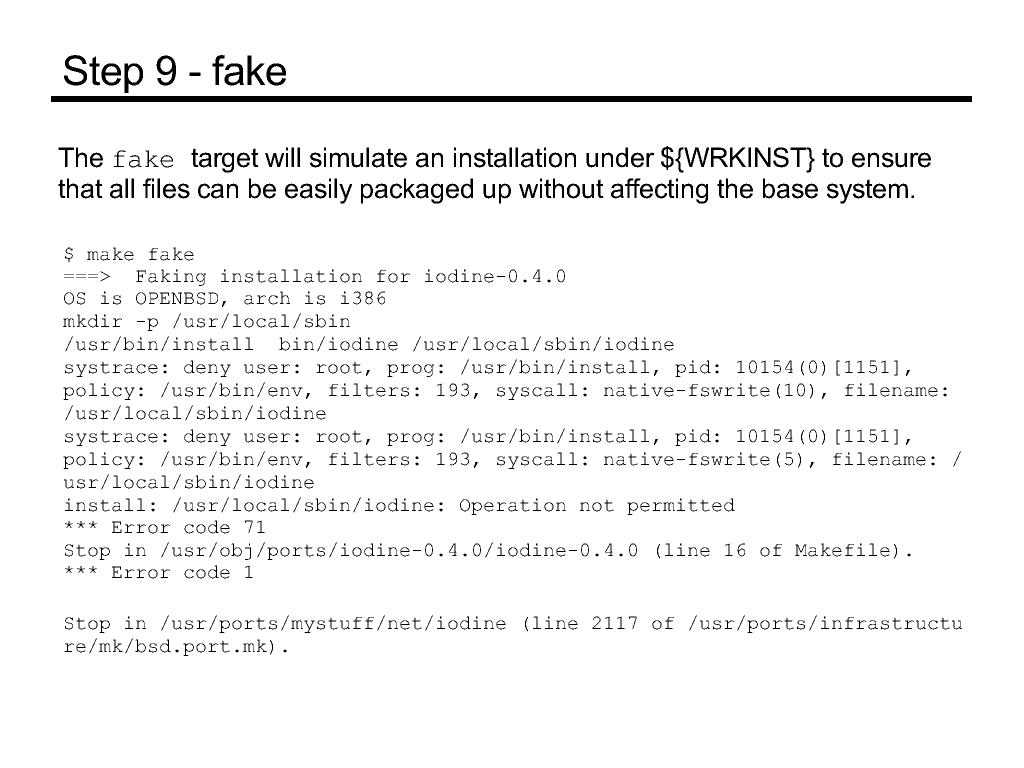 Step 9 - fake
The fake target will simulate an installation under ${WRKINST} to ensure
that all files can be easily packaged up without affecting the base system.
$ make fake
===>  Faking installation for iodine-0.4.0
OS is OPENBSD, arch is i386
mkdir -p /usr/local/sbin
/usr/bin/install  bin/iodine /usr/local/sbin/iodine
systrace: deny user: root, prog: /usr/bin/install, pid: 10154(0)[1151],
policy: /usr/bin/env, filters: 193, syscall: native-fswrite(10), filename:
/usr/local/sbin/iodine
systrace: deny user: root, prog: /usr/bin/install, pid: 10154(0)[1151],
policy: /usr/bin/env, filters: 193, syscall: native-fswrite(5), filename: /
usr/local/sbin/iodine
install: /usr/local/sbin/iodine: Operation not permitted
*** Error code 71
Stop in /usr/obj/ports/iodine-0.4.0/iodine-0.4.0 (line 16 of Makefile).
*** Error code 1
Stop in /usr/ports/mystuff/net/iodine (line 2117 of /usr/ports/infrastructu
re/mk/bsd.port.mk).